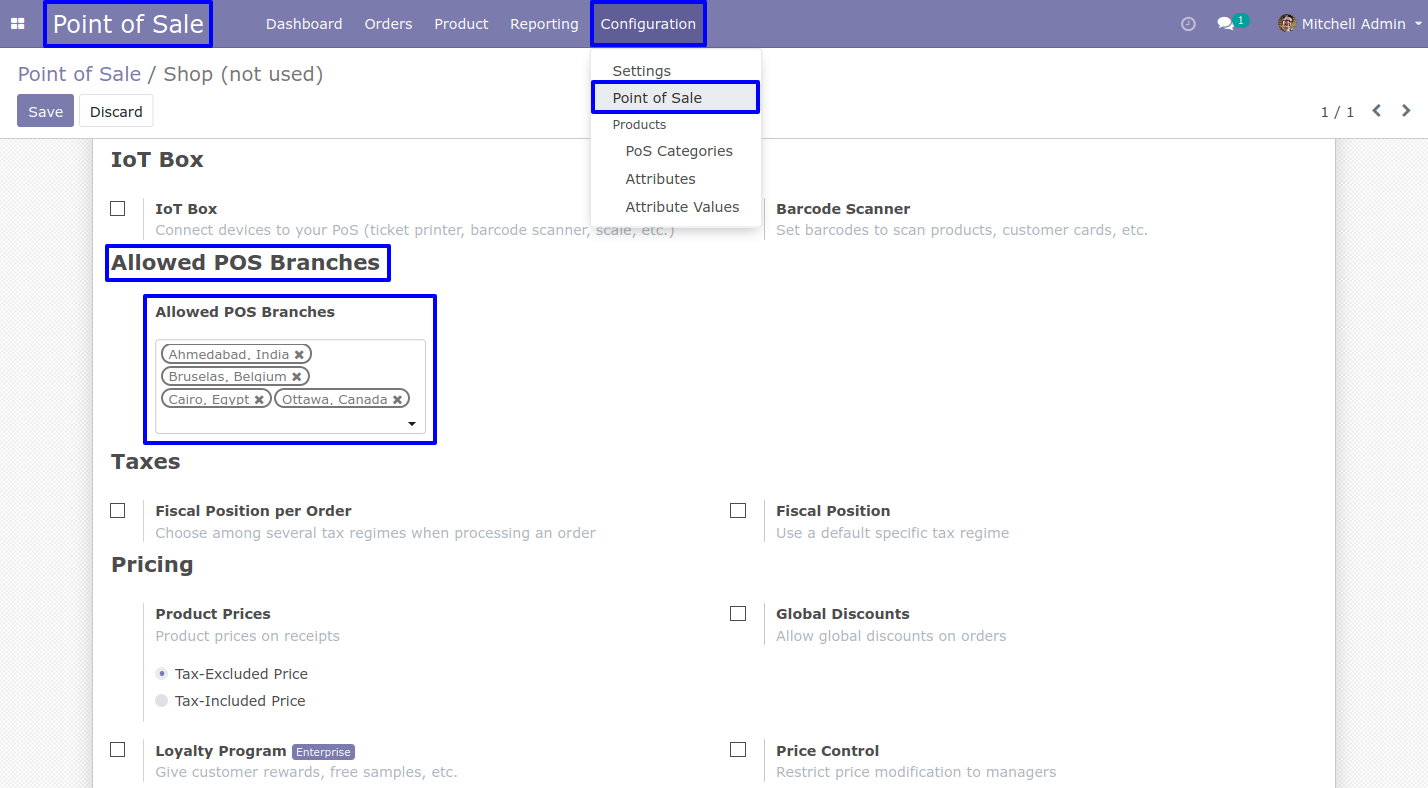 Point of Sale Dashboard Orders Product Reporting Configuration 1 Mitchell Admin
Point of Sale / Shop (not used)
Save Discard
1 / 1
Settings
Point of Sale
Products
PoS Categories
Attributes
Attribute Values
IoT Box
IoT Box
Connect devices to your PoS (ticket printer, barcode scanner, scale, etc.)
Barcode Scanner
Set barcodes to scan products, customer cards, etc.
Allowed POS Branches
Allowed POS Branches
Ahmedabad, India
Bruselas, Belgium
Cairo, Egypt Ottawa, Canada
Taxes
Fiscal Position per Order
Choose among several tax regimes when processing an order
Fiscal Position
Use a default specific tax regime
Pricing
Product Prices
Product prices on receipts
Tax-Excluded Price
Tax-Included Price
Global Discounts
Allow global discounts on orders
Loyalty Program Enterprise
Give customer rewards, free samples, etc.
Price Control
Restrict price modification to managers